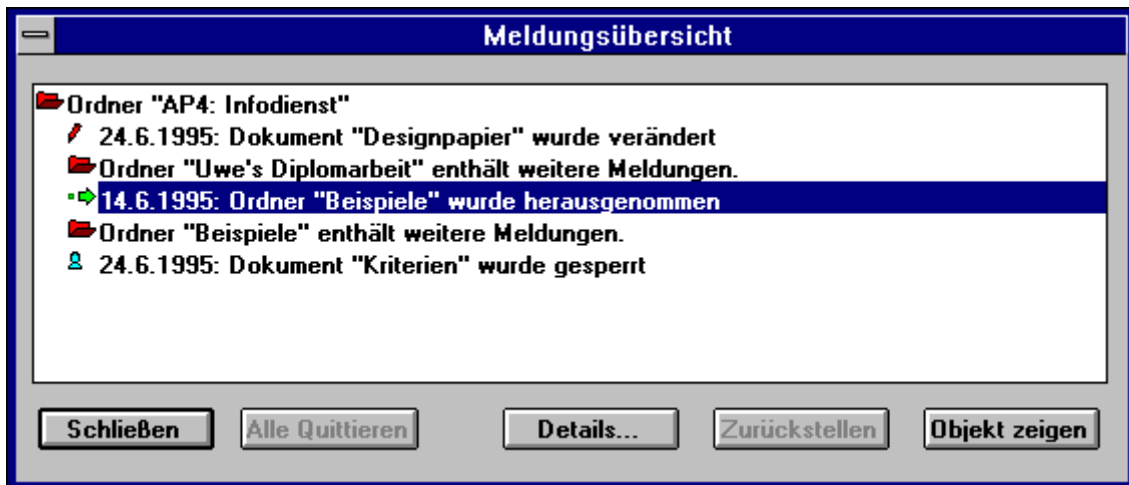 Meldungsübersicht
Ordner "AP4: Infodienst"
24.6.1995: Dokument "Designpapier" wurde verändert
Ordner "Uwe's Diplomarbeit" enthält weitere Meldungen.
14.6.1995: Ordner "Beispiele" wurde herausgenommen
Ordner "Beispiele" enthält weitere Meldungen.
24.6.1995: Dokument "Kriterien" wurde gesperrt
Schließen Alle Quittieren Details... Zurückstellen Objekt zeigen